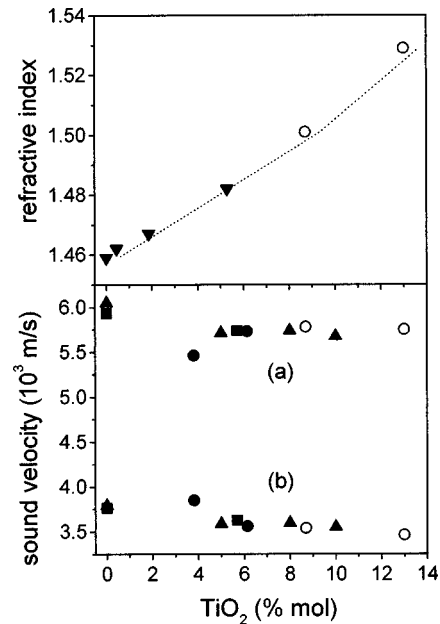 1.54
1.52
1.50
1.48
1.46
refractive index
6.0
5.5
5.0
4.5
4.0
3.5
sound velocity (10³ m/s)
(a)
(b)
0 2 4 6 8 10 12 14
TiO₂ (% mol)